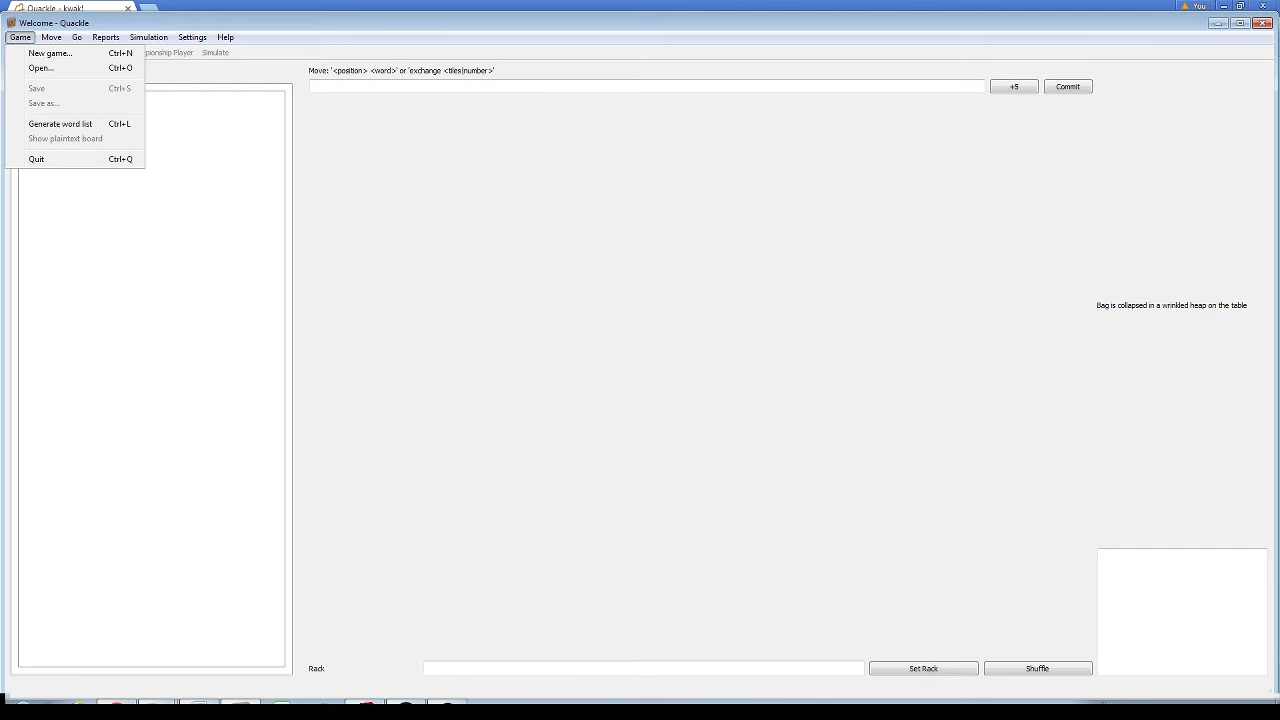 Quackle - kwak!
You
Welcome - Quackle
Game Move Go Reports Simulation Settings Help
New game... Ctrl+N
pionship Player Simulate
Open... Ctrl+O
Save Ctrl+S
Save as...
Generate word list Ctrl+L
Show plaintext board
Quit Ctrl+Q
Move: '<position> <word>' or 'exchange <tiles|number>'
+5 Commit
Bag is collapsed in a wrinkled heap on the table
Rack Set Rack Shuffle